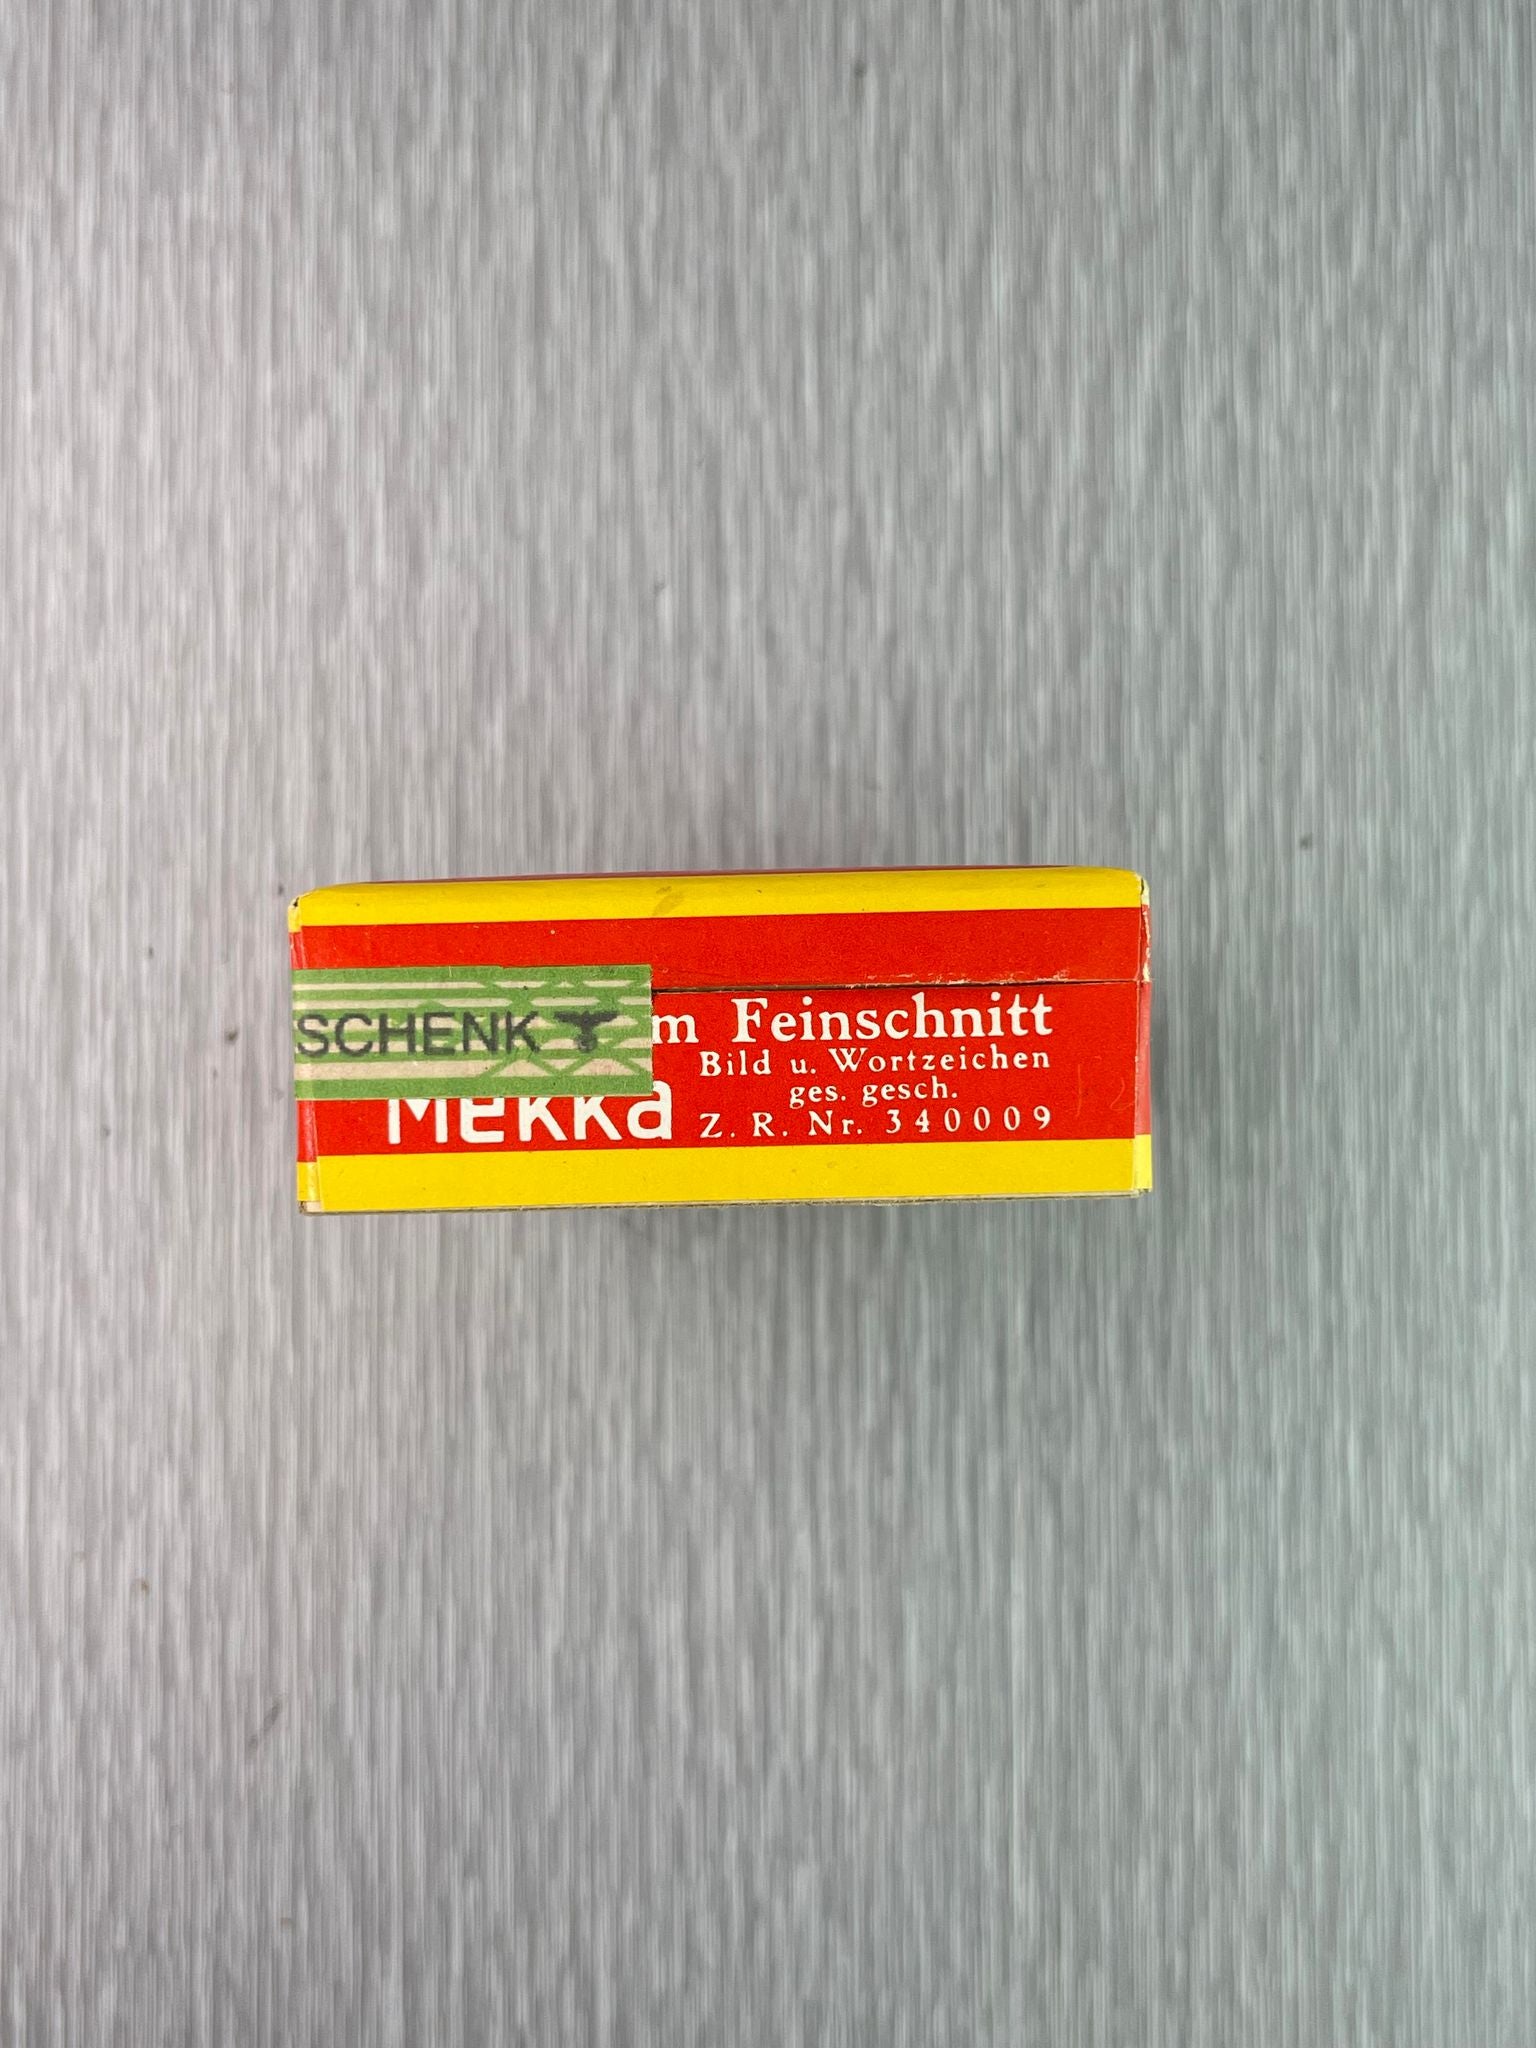 SCHENK
m Feinschnitt
Bild u. Wortzeichen
ges. gesch.
Mekka Z. R. Nr. 340009